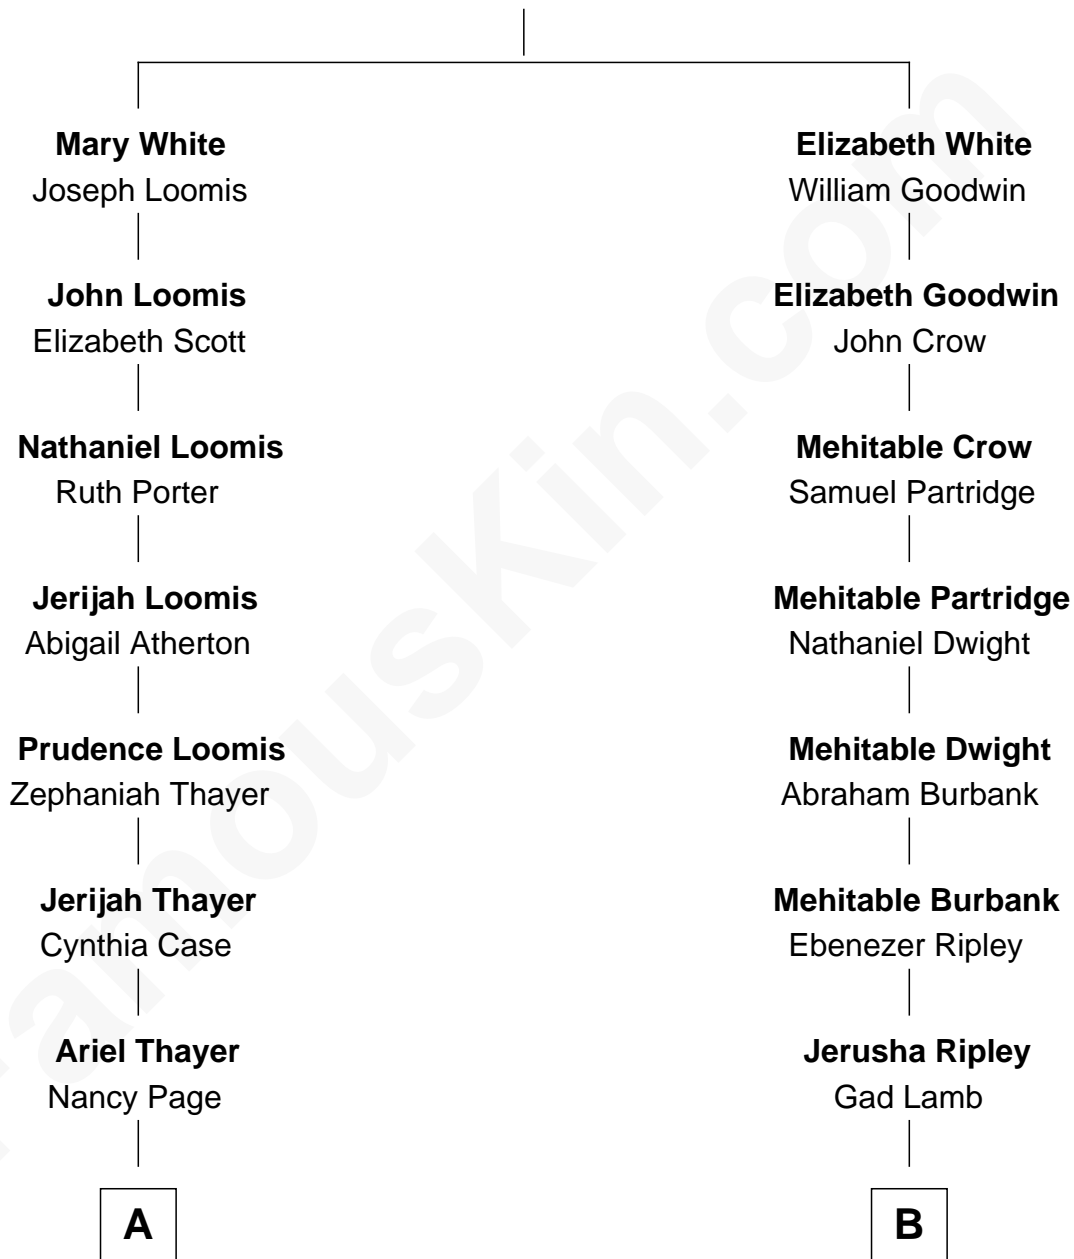 Mary White
Joseph Loomis
Elizabeth White
William Goodwin
John Loomis
Elizabeth Scott
Elizabeth Goodwin
John Crow
Nathaniel Loomis
Ruth Porter
Mehitable Crow
Samuel Partridge
Jerijah Loomis
Abigail Atherton
Mehitable Partridge
Nathaniel Dwight
Prudence Loomis
Zephaniah Thayer
Mehitable Dwight
Abraham Burbank
Jerijah Thayer
Cynthia Case
Mehitable Burbank
Ebenezer Ripley
Ariel Thayer
Nancy Page
Jerusha Ripley
Gad Lamb
A
B
FamousKin.com